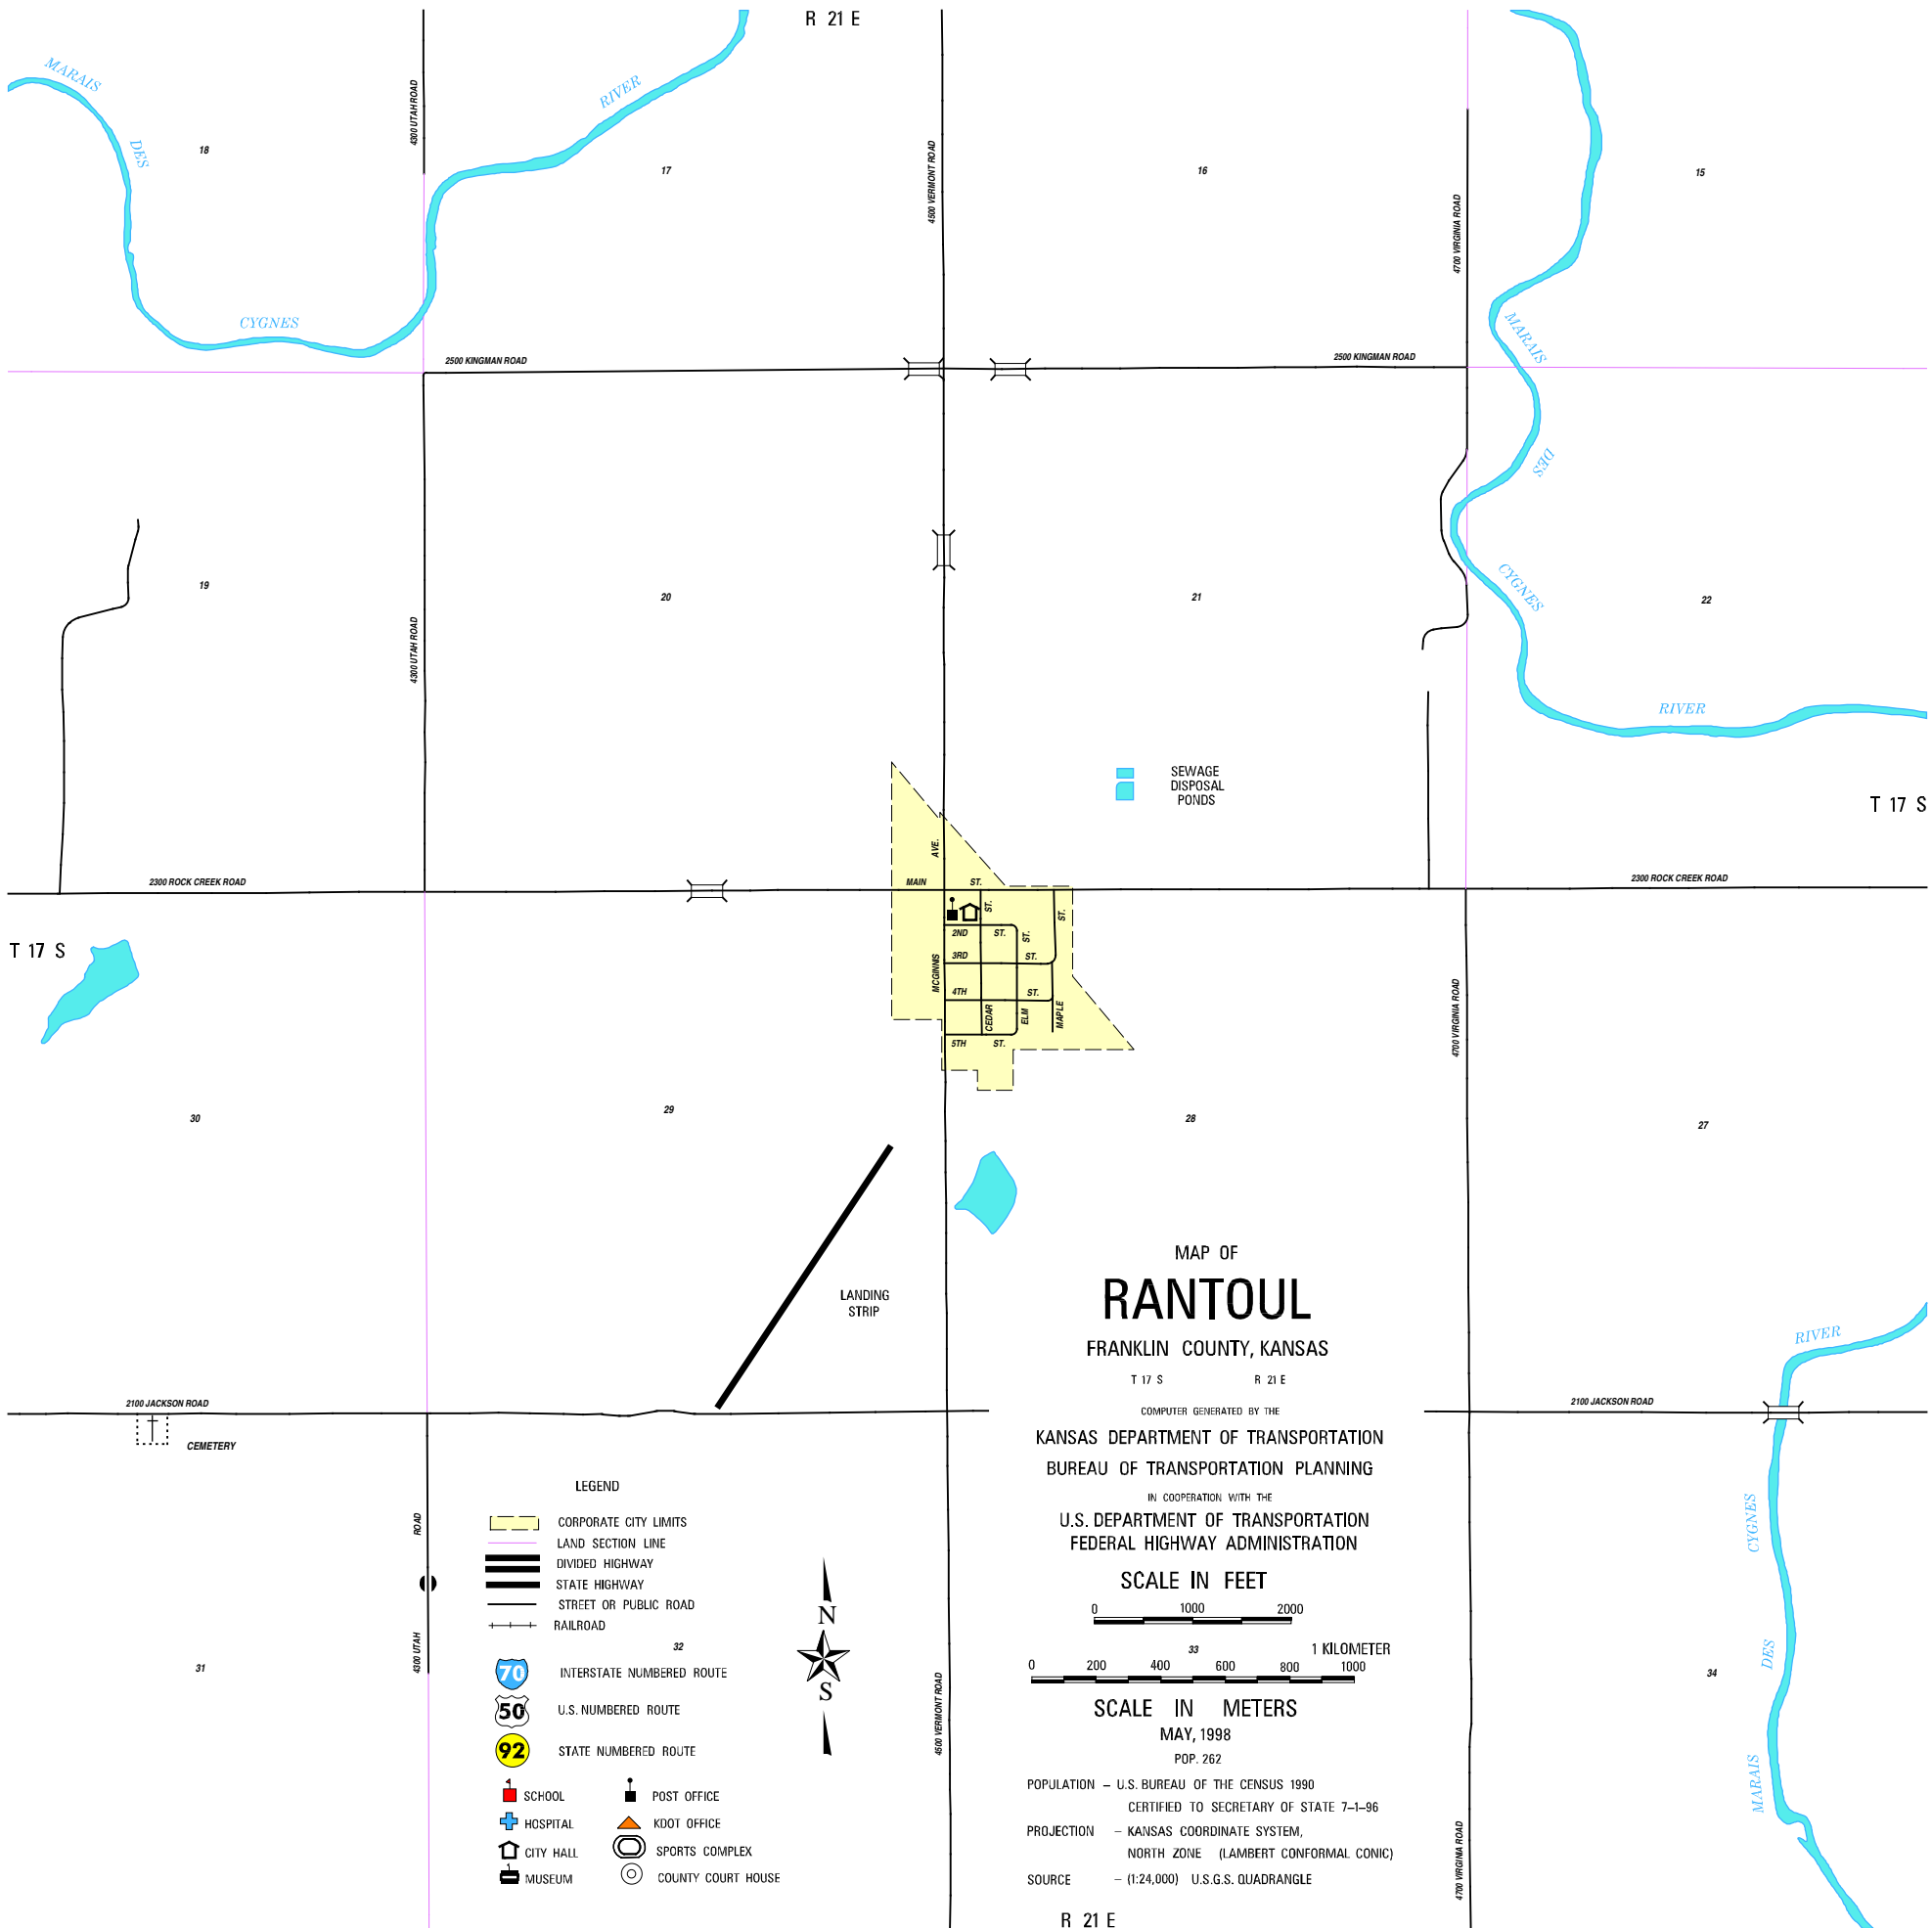 R 21 E
MARAIS
DES
CYGNES
RIVER
18
17
16
15
4300 UTAH ROAD
4500 VERMONT ROAD
4700 VIRGINIA ROAD
2500 KINGMAN ROAD
2500 KINGMAN ROAD
MARAIS
DES
CYGNES
RIVER
19
20
21
22
4300 UTAH ROAD
SEWAGE
DISPOSAL
PONDS
T 17 S
2300 ROCK CREEK ROAD
AVE.
MAIN ST.
2300 ROCK CREEK ROAD
ST.
ST.
2ND ST.
ST.
3RD ST.
MCGINNIS
4TH ST.
CEDAR
ELM
MAPLE
5TH ST.
T 17 S
4700 VIRGINIA ROAD
30
29
28
27
LANDING
STRIP
MAP OF
RANTOUL
FRANKLIN COUNTY, KANSAS
T 17 S R 21 E
COMPUTER GENERATED BY THE
KANSAS DEPARTMENT OF TRANSPORTATION
BUREAU OF TRANSPORTATION PLANNING
IN COOPERATION WITH THE
U.S. DEPARTMENT OF TRANSPORTATION
FEDERAL HIGHWAY ADMINISTRATION
SCALE IN FEET
0 1000 2000
33
1 KILOMETER
0 200 400 600 800 1000
SCALE IN METERS
MAY, 1998
POP. 262
POPULATION – U.S. BUREAU OF THE CENSUS 1990
CERTIFIED TO SECRETARY OF STATE 7–1–96
PROJECTION – KANSAS COORDINATE SYSTEM,
NORTH ZONE (LAMBERT CONFORMAL CONIC)
SOURCE – (1:24,000) U.S.G.S. QUADRANGLE
R 21 E
2100 JACKSON ROAD
CEMETERY
2100 JACKSON ROAD
RIVER
CYGNES
DES
MARAIS
4300 UTAH ROAD
31
32
34
4500 VERMONT ROAD
4700 VIRGINIA ROAD
LEGEND
CORPORATE CITY LIMITS
LAND SECTION LINE
DIVIDED HIGHWAY
STATE HIGHWAY
STREET OR PUBLIC ROAD
RAILROAD
70 INTERSTATE NUMBERED ROUTE
50 U.S. NUMBERED ROUTE
92 STATE NUMBERED ROUTE
SCHOOL POST OFFICE
HOSPITAL KDOT OFFICE
CITY HALL SPORTS COMPLEX
MUSEUM COUNTY COURT HOUSE
N
S